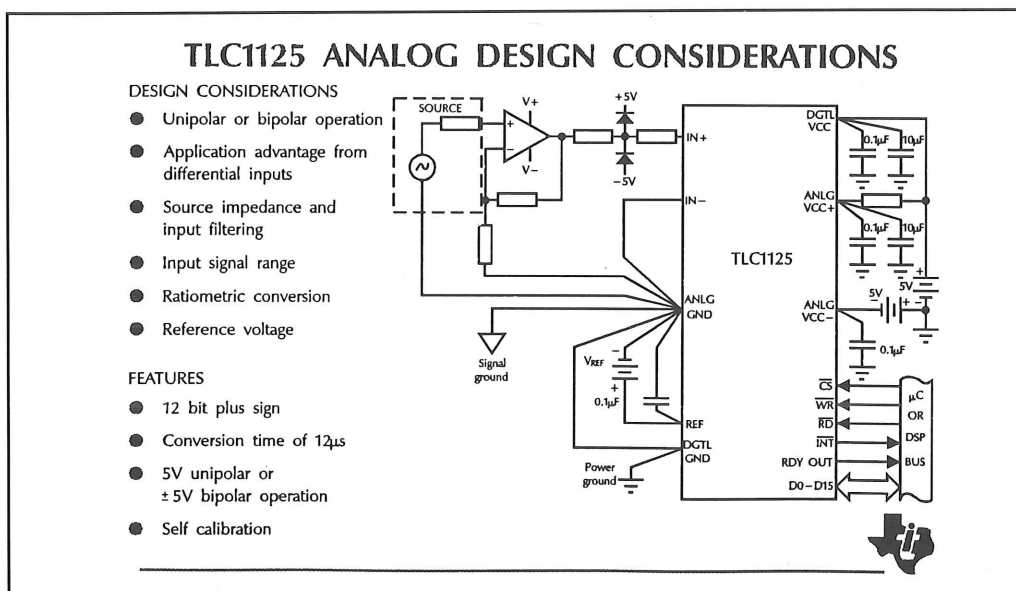 TLC1125 ANALOG DESIGN CONSIDERATIONS
DESIGN CONSIDERATIONS
Unipolar or bipolar operation
Application advantage from
differential inputs
Source impedance and
input filtering
Input signal range
Ratiometric conversion
Reference voltage
FEATURES
12 bit plus sign
Conversion time of 12μs
5V unipolar or
± 5V bipolar operation
Self calibration
SOURCE
V+
+
−
V−
+5V
−5V
IN+
IN−
ANLG
GND
Signal
ground
VREF
−
+
0.1μF
REF
DGTL
GND
Power
ground
TLC1125
DGTL
VCC
0.1μF
10μF
ANLG
VCC+
0.1μF
10μF
+
5V
−
ANLG
VCC−
5V
−
+
0.1μF
CS
WR
RD
INT
RDY OUT
D0−D15
μC
OR
DSP
BUS